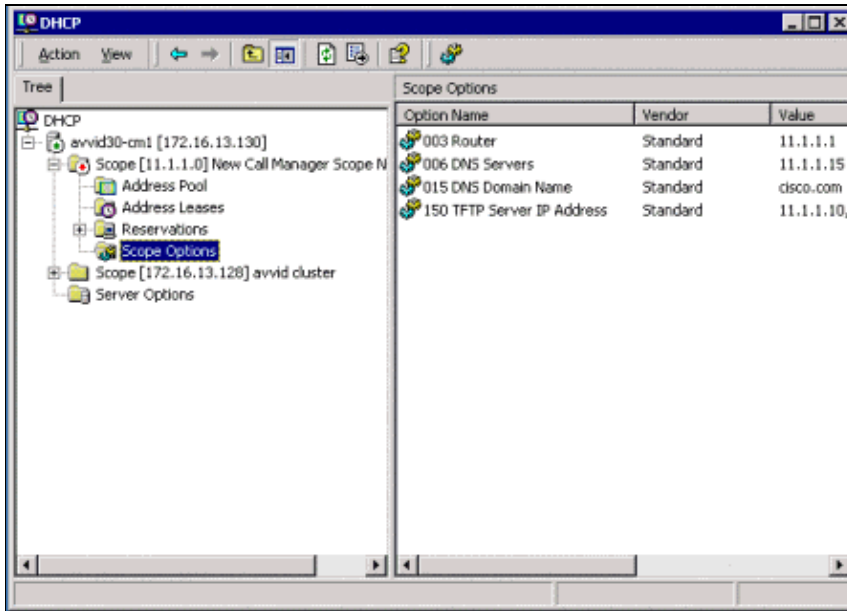 DHCP
Action View
Tree
DHCP
avvid30-cm1 [172.16.13.130]
Scope [11.1.1.0] New Call Manager Scope N
Address Pool
Address Leases
Reservations
Scope Options
Scope [172.16.13.128] avvid cluster
Server Options
Scope Options
Option Name Vendor Value
003 Router Standard 11.1.1.1
006 DNS Servers Standard 11.1.1.15
015 DNS Domain Name Standard cisco.com
150 TFTP Server IP Address Standard 11.1.1.10,